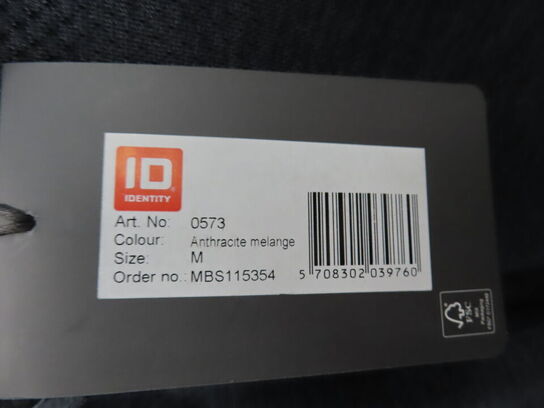 ID
IDENTITY
Art. No: 0573
Colour: Anthracite melange
Size: M
Order no.: MBS115354
5 708302 039760
FSC